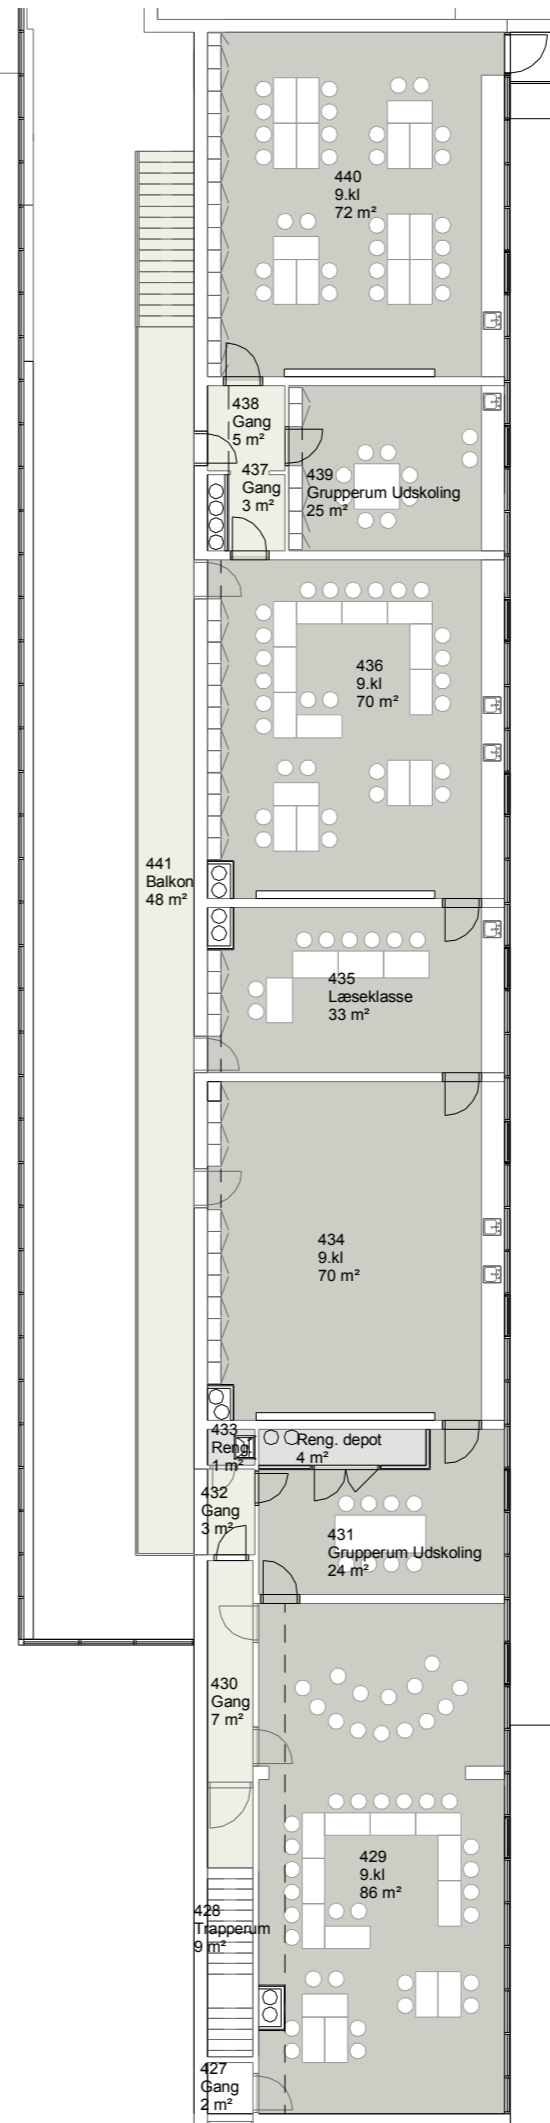 440
9.kl
72 m²
438
Gang
5 m²
437
Gang
3 m²
439
Grupperum Udskoling
25 m²
436
9.kl
70 m²
441
Balkon
48 m²
435
Læseklasse
33 m²
434
9.kl
70 m²
433
Reng.
1 m²
Reng. depot
4 m²
432
Gang
3 m²
431
Grupperum Udskoling
24 m²
430
Gang
7 m²
429
9.kl
86 m²
428
Trapperum
9 m²
427
Gang
2 m²